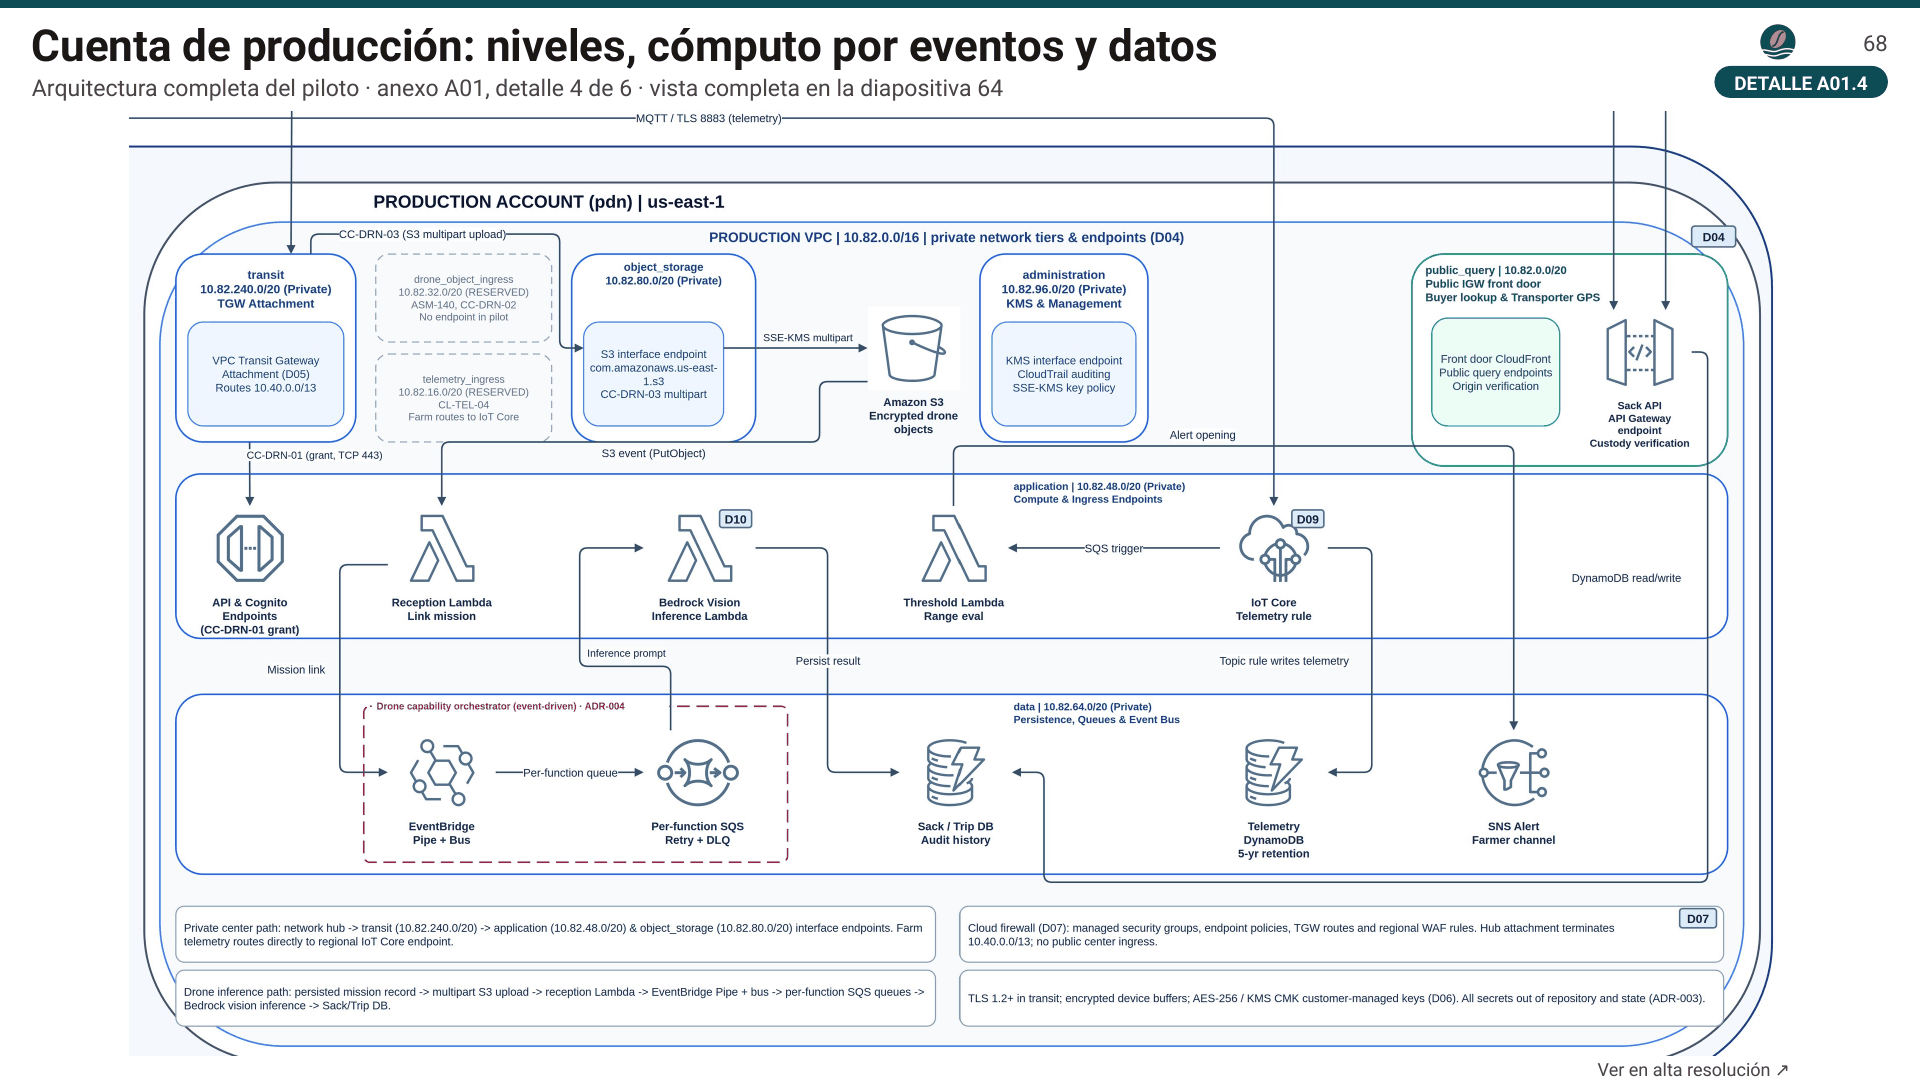 Cuenta de producción: niveles, cómputo por eventos y datos
68
Arquitectura completa del piloto · anexo A01, detalle 4 de 6 · vista completa en la diapositiva 64
DETALLE A01.4
MQTT / TLS 8883 (telemetry)
PRODUCTION ACCOUNT (pdn) | us-east-1
CC-DRN-03 (S3 multipart upload)
PRODUCTION VPC | 10.82.0.0/16 | private network tiers & endpoints (D04)
D04
transit
10.82.240.0/20 (Private)
TGW Attachment
VPC Transit Gateway
Attachment (D05)
Routes 10.40.0.0/13
drone_object_ingress
10.82.32.0/20 (RESERVED)
ASM-140, CC-DRN-02
No endpoint in pilot
telemetry_ingress
10.82.16.0/20 (RESERVED)
CL-TEL-04
Farm routes to IoT Core
object_storage
10.82.80.0/20 (Private)
S3 interface endpoint
com.amazonaws.us-east-
1.s3
CC-DRN-03 multipart
SSE-KMS multipart
Amazon S3
Encrypted drone
objects
administration
10.82.96.0/20 (Private)
KMS & Management
KMS interface endpoint
CloudTrail auditing
SSE-KMS key policy
public_query | 10.82.0.0/20
Public IGW front door
Buyer lookup & Transporter GPS
Front door CloudFront
Public query endpoints
Origin verification
Sack API
API Gateway
endpoint
Custody verification
CC-DRN-01 (grant, TCP 443)
S3 event (PutObject)
Alert opening
application | 10.82.48.0/20 (Private)
Compute & Ingress Endpoints
D10
D09
SQS trigger
DynamoDB read/write
API & Cognito
Endpoints
(CC-DRN-01 grant)
Reception Lambda
Link mission
Bedrock Vision
Inference Lambda
Threshold Lambda
Range eval
IoT Core
Telemetry rule
Mission link
Inference prompt
Persist result
Topic rule writes telemetry
Drone capability orchestrator (event-driven) · ADR-004
data | 10.82.64.0/20 (Private)
Persistence, Queues & Event Bus
Per-function queue
EventBridge
Pipe + Bus
Per-function SQS
Retry + DLQ
Sack / Trip DB
Audit history
Telemetry
DynamoDB
5-yr retention
SNS Alert
Farmer channel
Private center path: network hub -> transit (10.82.240.0/20) -> application (10.82.48.0/20) & object_storage (10.82.80.0/20) interface endpoints. Farm
telemetry routes directly to regional IoT Core endpoint.
Cloud firewall (D07): managed security groups, endpoint policies, TGW routes and regional WAF rules. Hub attachment terminates
10.40.0.0/13; no public center ingress.
D07
Drone inference path: persisted mission record -> multipart S3 upload -> reception Lambda -> EventBridge Pipe + bus -> per-function SQS queues ->
Bedrock vision inference -> Sack/Trip DB.
TLS 1.2+ in transit; encrypted device buffers; AES-256 / KMS CMK customer-managed keys (D06). All secrets out of repository and state (ADR-003).
Ver en alta resolución ↗